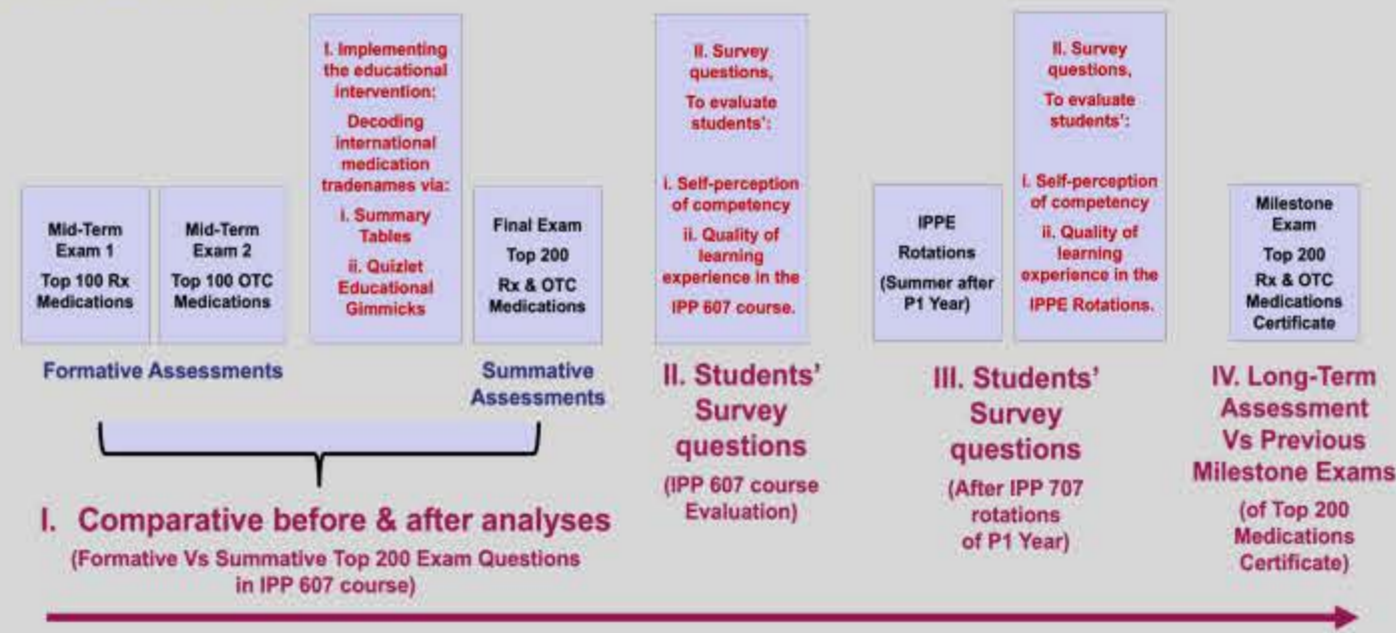 Mid-Term
Exam 1
Top 100 Rx
Medications
Mid-Term
Exam 2
Top 100 OTC
Medications
I. Implementing
the educational
intervention:
Decoding
international
medication
tradenames via:
i. Summary
Tables
ii. Quizlet
Educational
Gimmicks
Final Exam
Top 200
Rx & OTC
Medications
II. Survey
questions,
To evaluate
students':
i. Self-perception
of competency
ii. Quality of
learning
experience in the
IPP 607 course.
IPPE
Rotations
(Summer after
P1 Year)
II. Survey
questions,
To evaluate
students':
i. Self-perception
of competency
ii. Quality of
learning
experience in the
IPPE Rotations.
Milestone
Exam
Top 200
Rx & OTC
Medications
Certificate
Formative Assessments
Summative
Assessments
I. Comparative before & after analyses
(Formative Vs Summative Top 200 Exam Questions
in IPP 607 course)
II. Students'
Survey
questions
(IPP 607 course
Evaluation)
III. Students'
Survey
questions
(After IPP 707
rotations
of P1 Year)
IV. Long-Term
Assessment
Vs Previous
Milestone Exams
(of Top 200
Medications
Certificate)